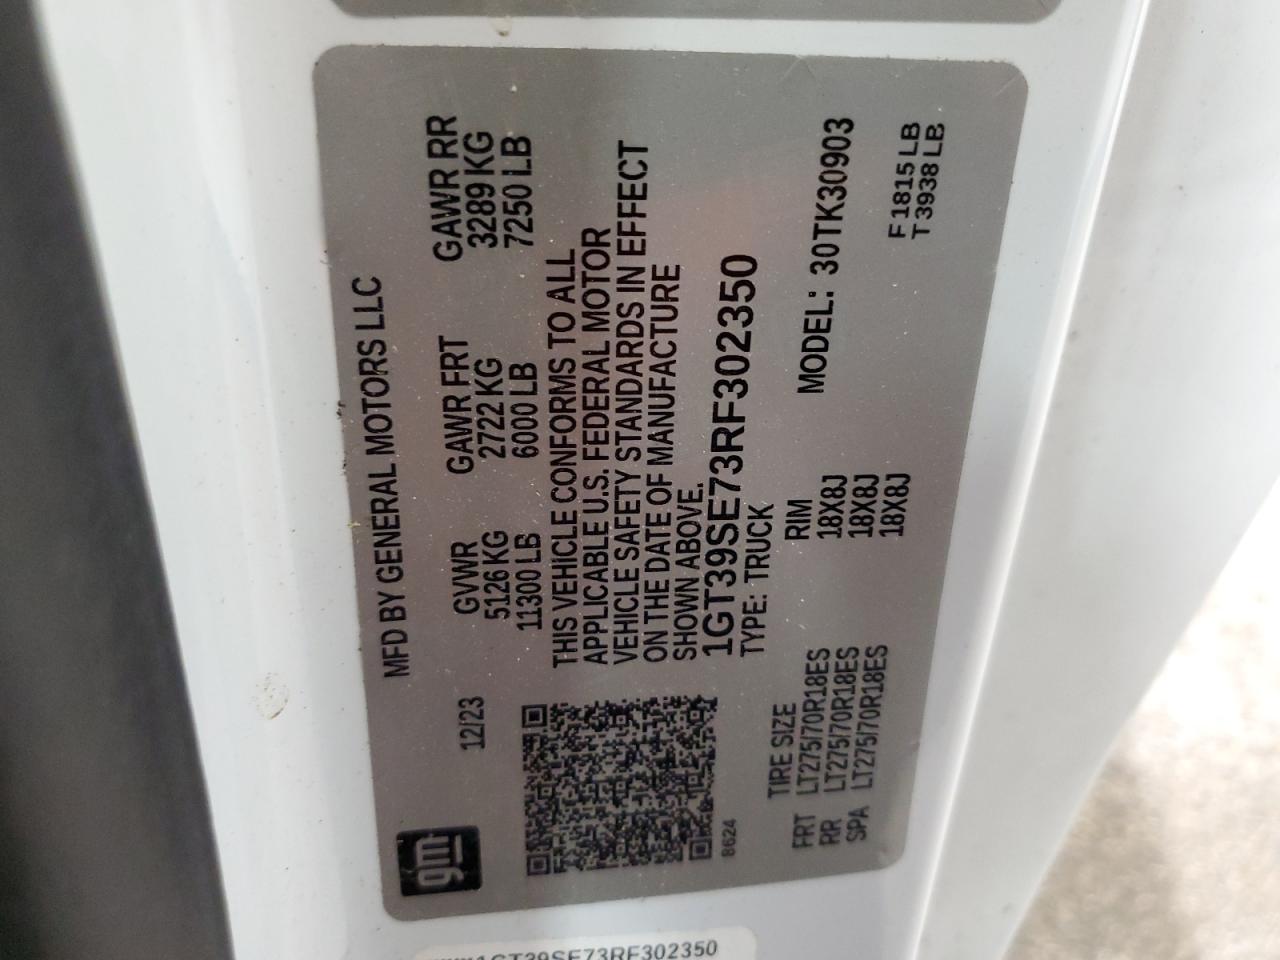 gm
MFD BY GENERAL MOTORS LLC
12/23
GVWR GAWR FRT GAWR RR
5126 KG 2722 KG 3289 KG
11300 LB 6000 LB 7250 LB
THIS VEHICLE CONFORMS TO ALL
APPLICABLE U.S. FEDERAL MOTOR
VEHICLE SAFETY STANDARDS IN EFFECT
ON THE DATE OF MANUFACTURE
SHOWN ABOVE.
1GT39SE73RF302350
8624
TYPE: TRUCK
MODEL: 30TK30903
TIRE SIZE RIM
FRT LT275/70R18ES 18X8J
RR LT275/70R18ES 18X8J
SPA LT275/70R18ES 18X8J
F 1815 LB
T 3938 LB
1GT39SE73RF302350